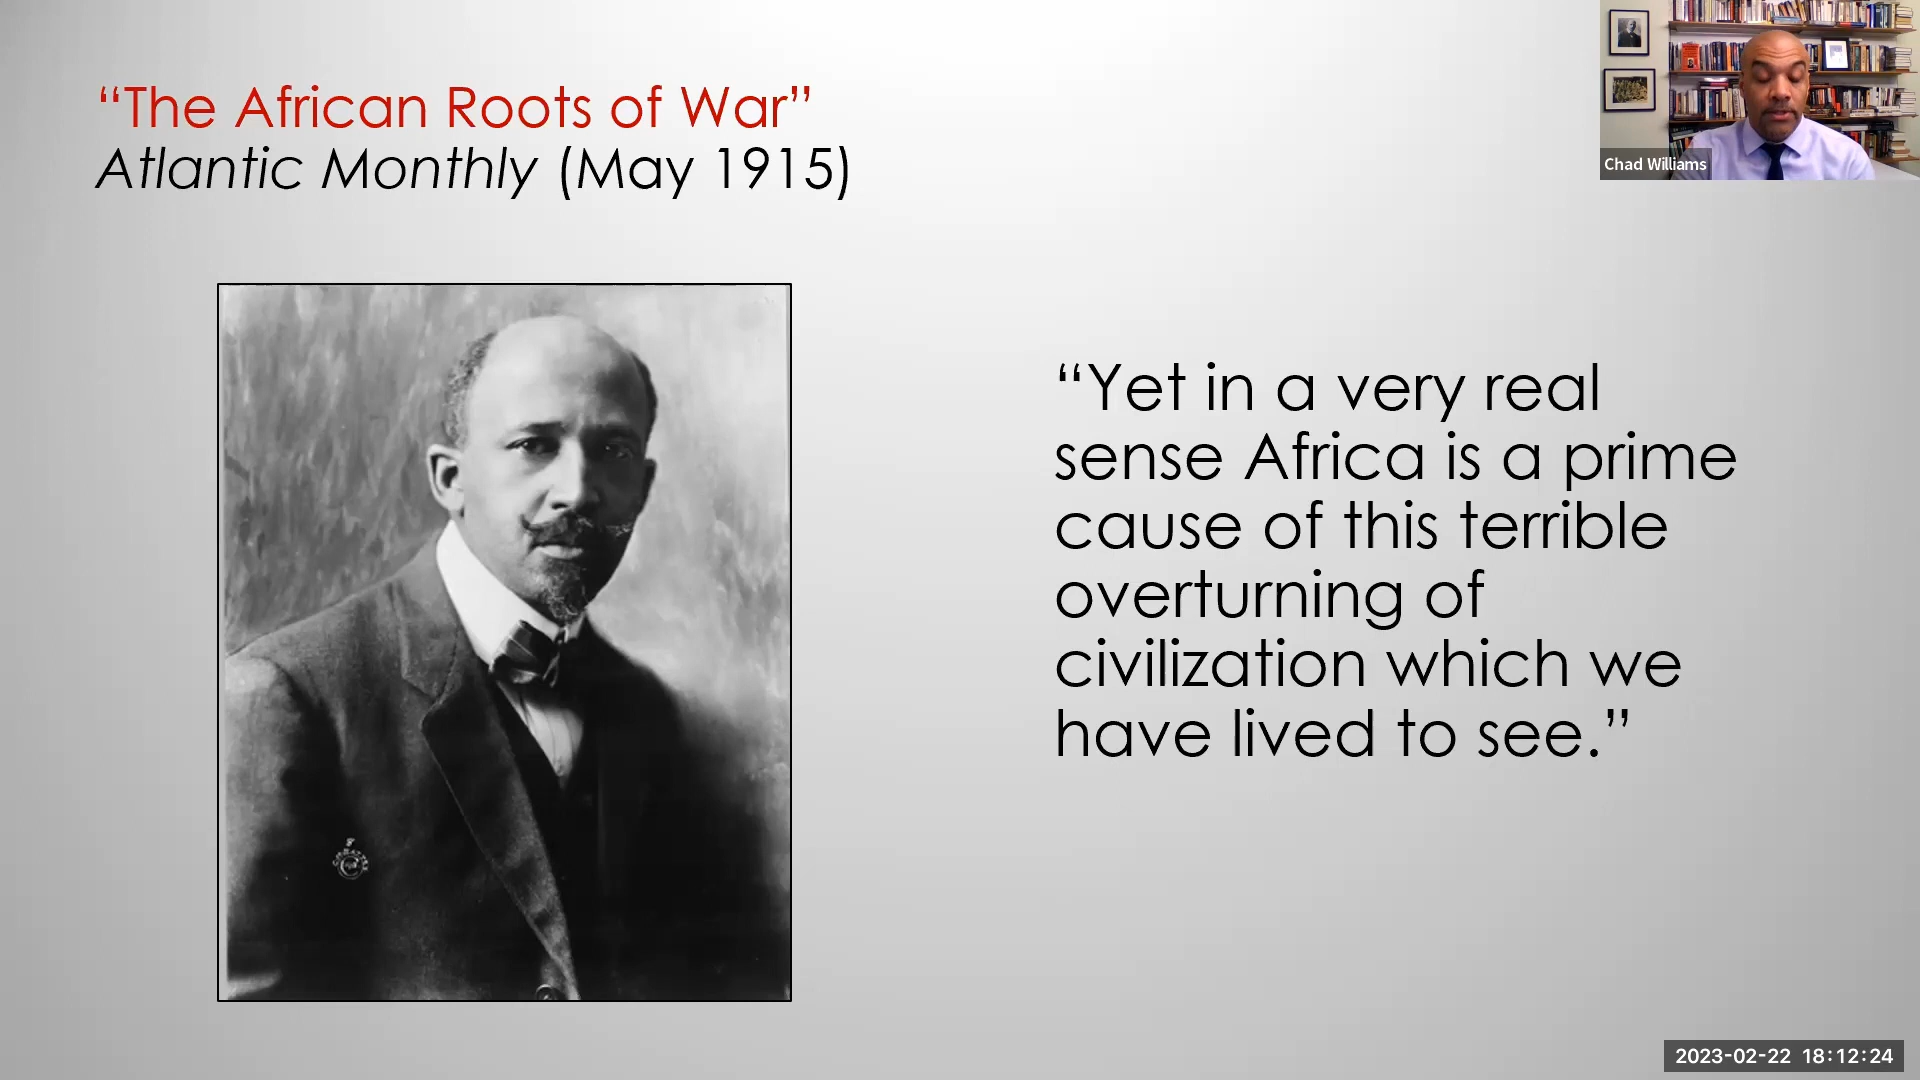 “The African Roots of War”
Atlantic Monthly (May 1915)
Chad Williams
“Yet in a very real
sense Africa is a prime
cause of this terrible
overturning of
civilization which we
have lived to see.”
2023-02-22 18:12:24